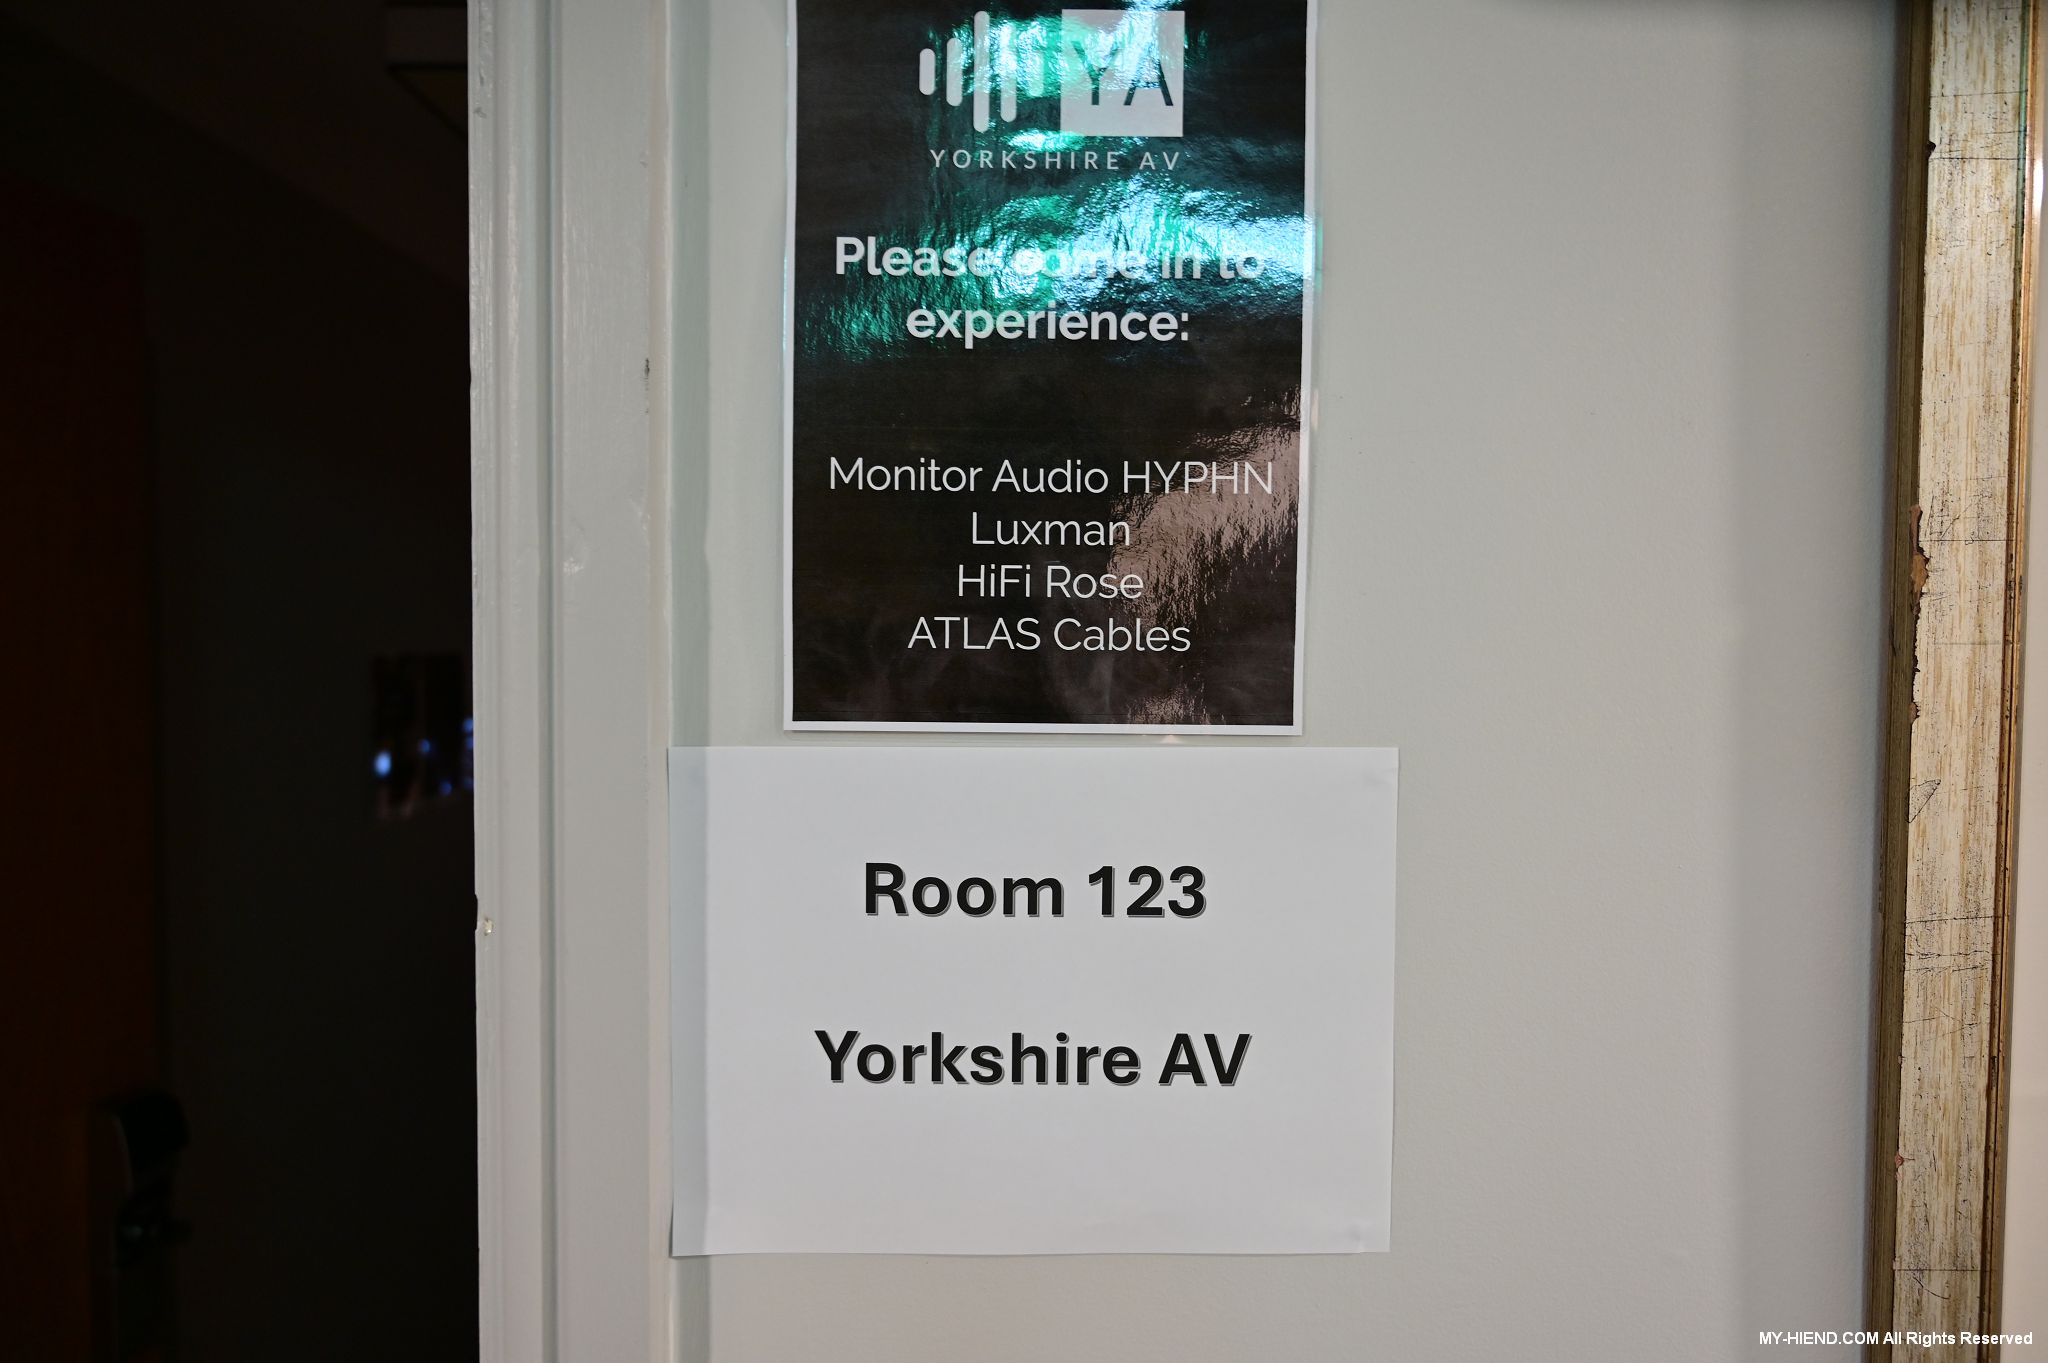 YA
YORKSHIRE AV
Please come in to
experience:
Monitor Audio HYPHN
Luxman
HiFi Rose
ATLAS Cables
Room 123
Yorkshire AV
MY-HIEND.COM All Rights Reserved